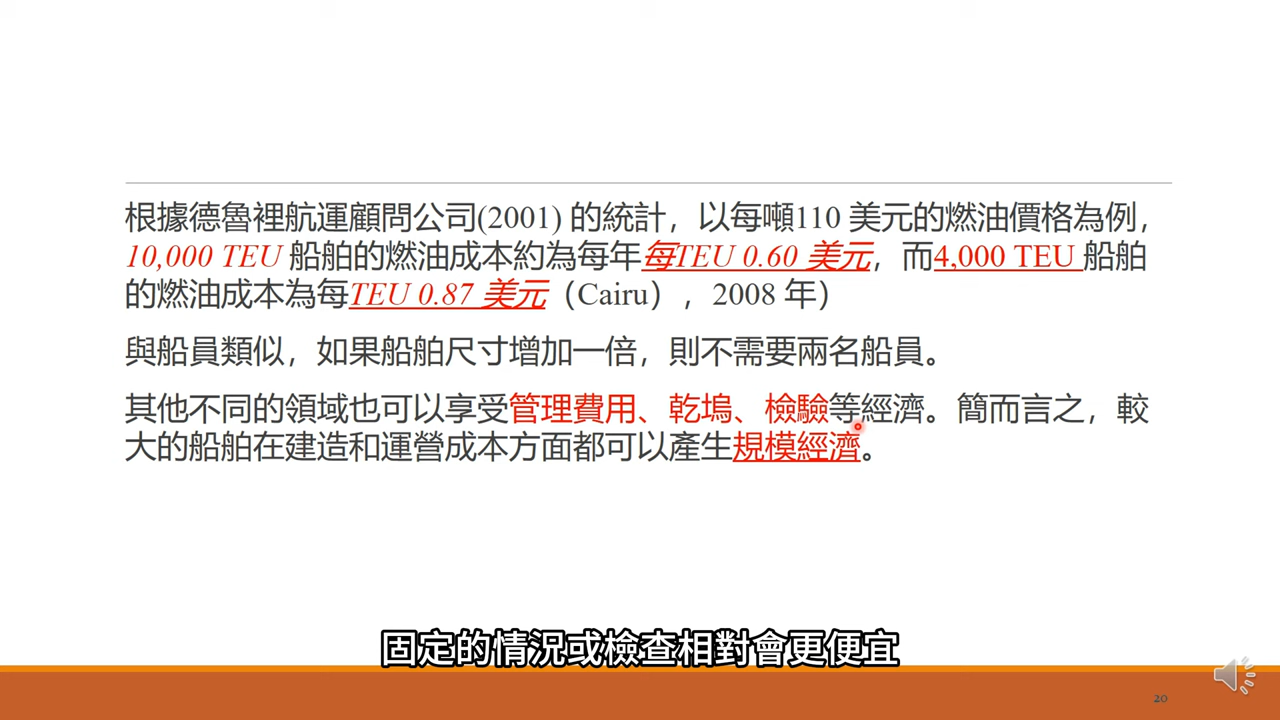 根據德魯裡航運顧問公司(2001) 的統計，以每噸110 美元的燃油價格為例，
10,000 TEU 船舶的燃油成本約為每年每TEU 0.60 美元，而4,000 TEU 船舶
的燃油成本為每TEU 0.87 美元（Cairu），2008 年）
與船員類似，如果船舶尺寸增加一倍，則不需要兩名船員。
其他不同的領域也可以享受管理費用、乾塢、檢驗等經濟。簡而言之，較
大的船舶在建造和運營成本方面都可以產生規模經濟。
固定的情況或檢查相對會更便宜
20